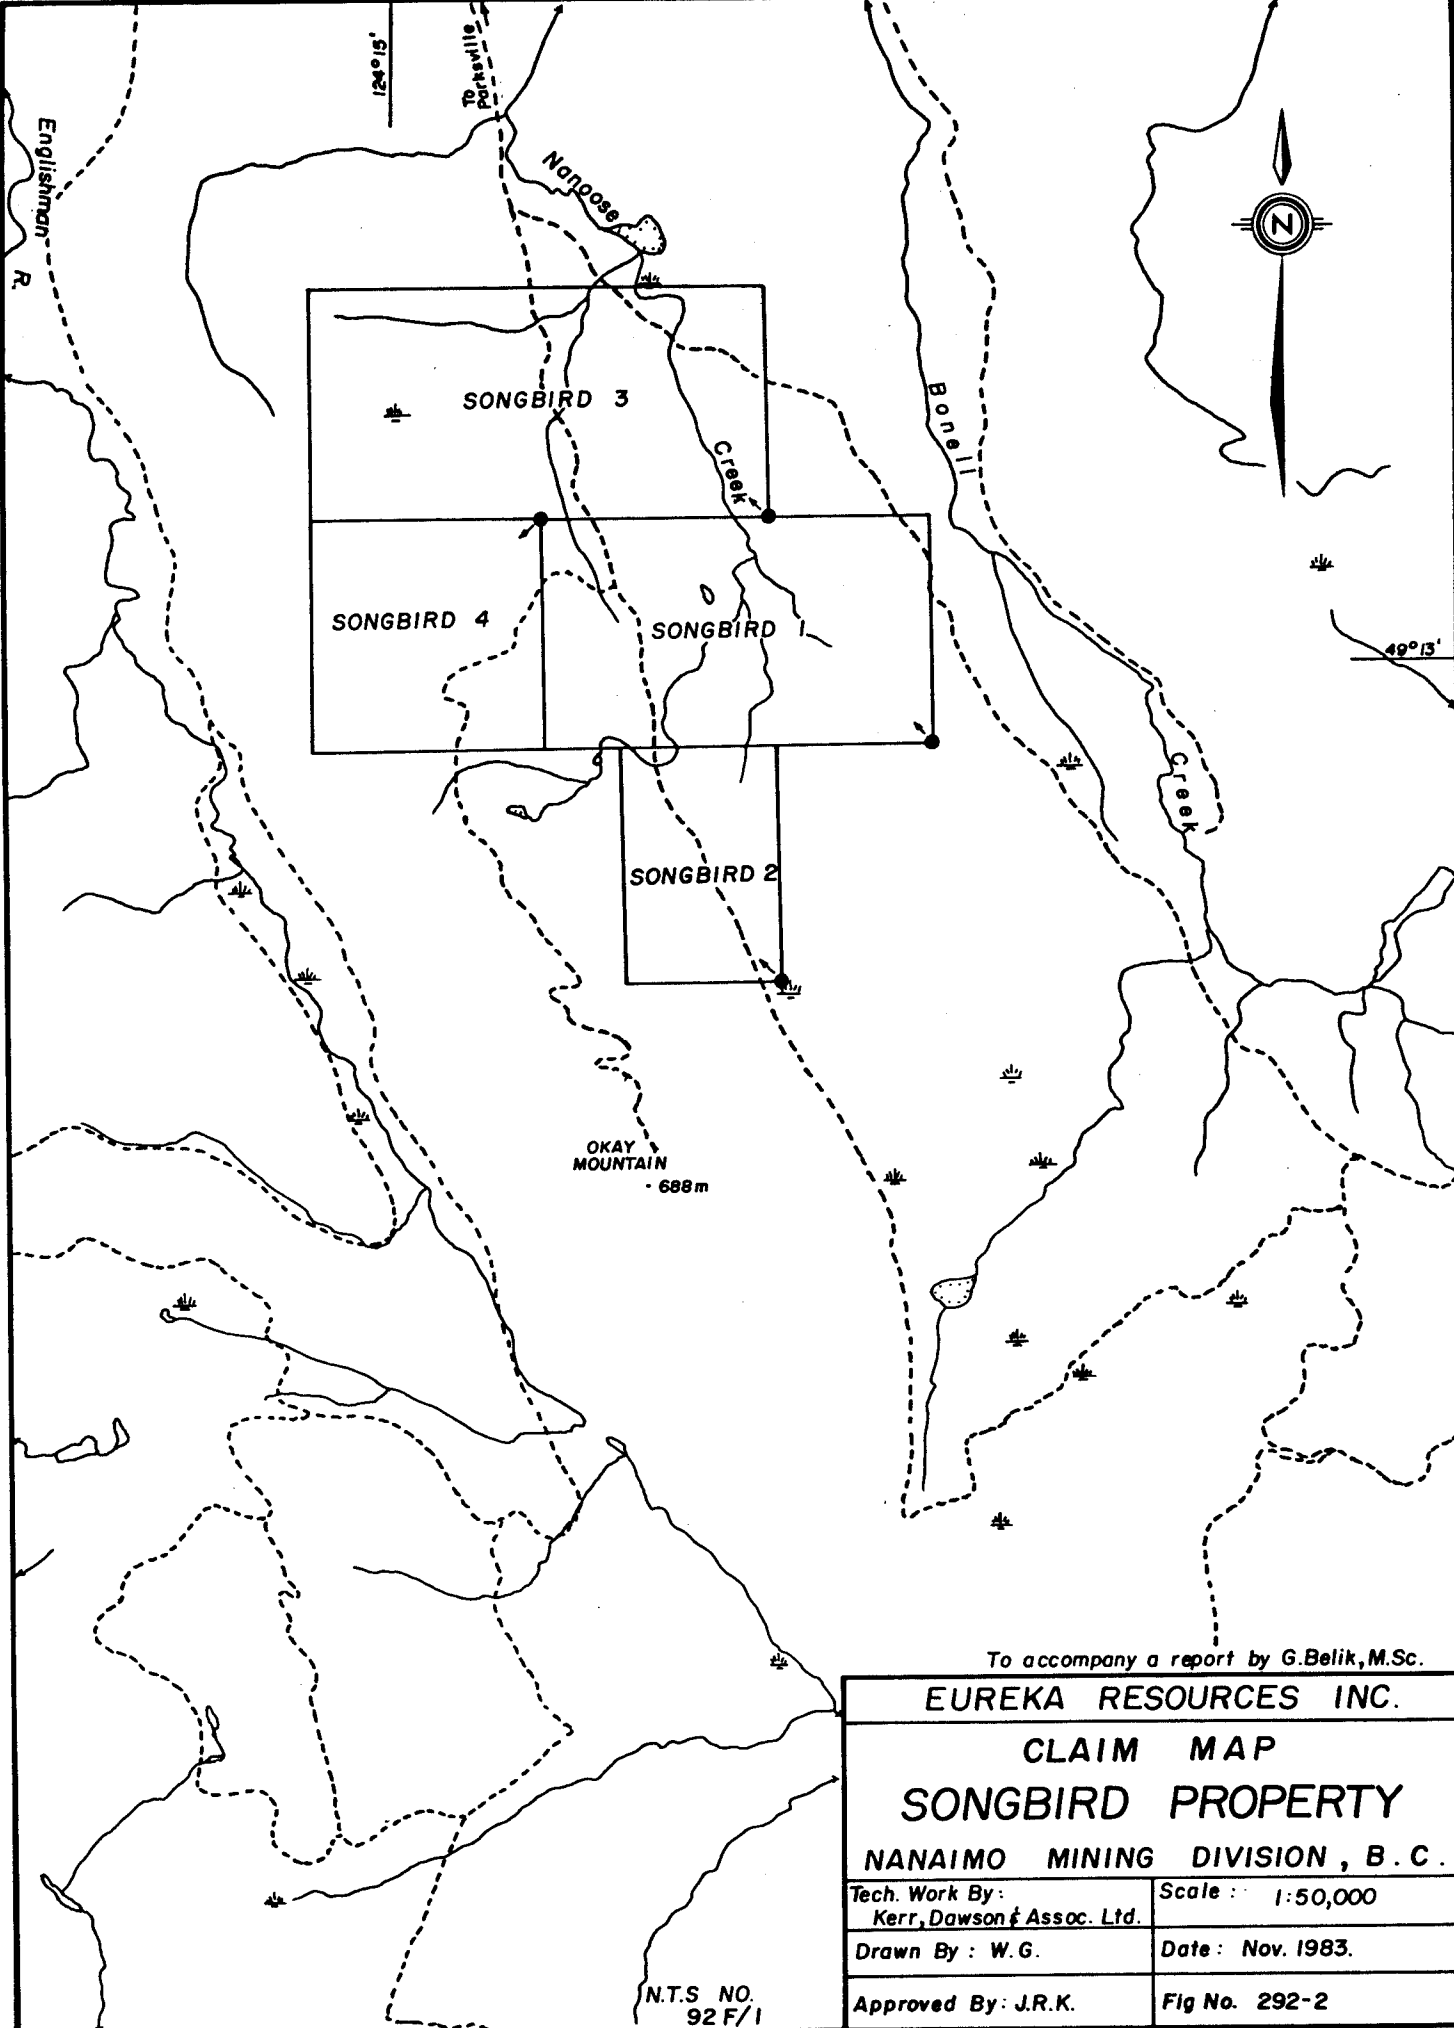 124°15'
To
Parksville
Englishman
R.
Nanoose
N
Bonell
SONGBIRD 3
Creek
SONGBIRD 4
SONGBIRD 1
49°13'
Creek
SONGBIRD 2
OKAY
MOUNTAIN
· 688m
To accompany a report by G.Belik, M.Sc.
EUREKA RESOURCES INC.
CLAIM MAP
SONGBIRD PROPERTY
NANAIMO MINING DIVISION, B.C.
Tech. Work By:
Kerr, Dawson & Assoc. Ltd.
Scale: 1:50,000
Drawn By: W.G.
Date: Nov. 1983.
Approved By: J.R.K.
Fig No. 292-2
N.T.S NO.
92 F/1